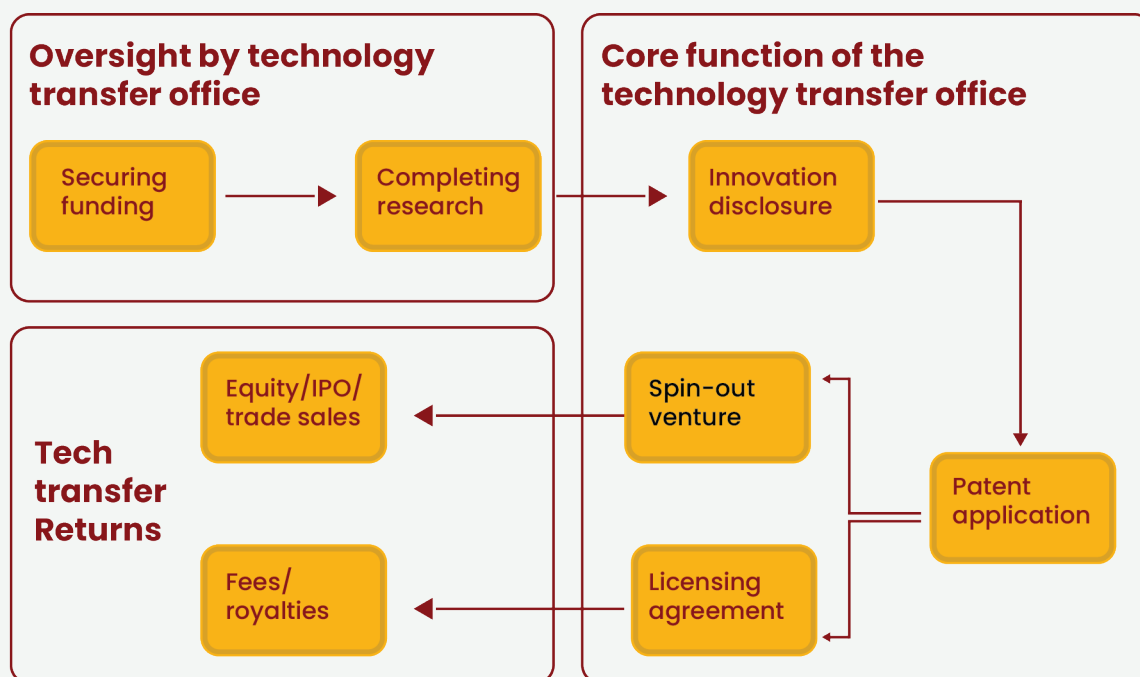 Oversight by technology
transfer office
Securing
funding
Completing
research
Core function of the
technology transfer office
Innovation
disclosure
Patent
application
Spin-out
venture
Licensing
agreement
Tech
transfer
Returns
Equity/IPO/
trade sales
Fees/
royalties